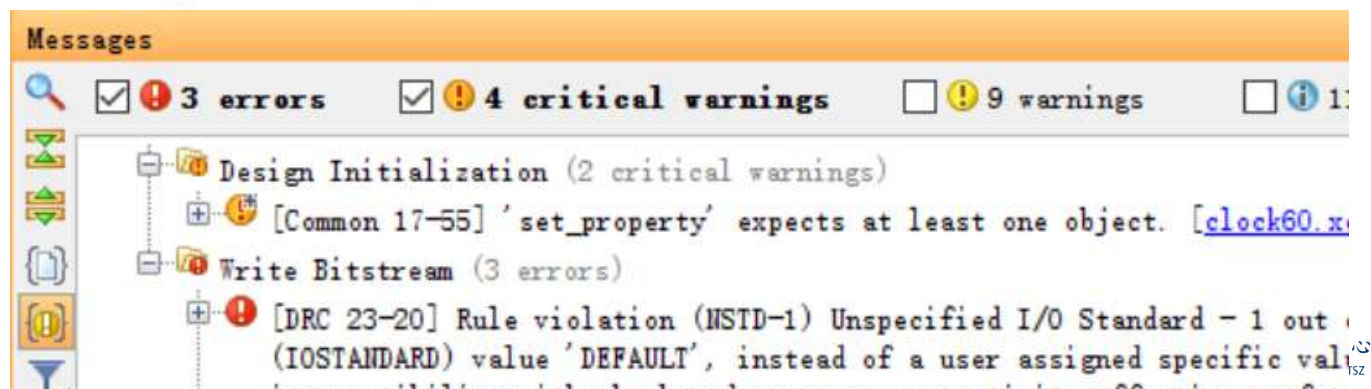 Messages
3 errors 4 critical warnings 9 warnings 11
Design Initialization (2 critical warnings)
[Common 17-55] 'set_property' expects at least one object. [clock60.x
Write Bitstream (3 errors)
[DRC 23-20] Rule violation (NSTD-1) Unspecified I/O Standard - 1 out
(IOSTANDARD) value 'DEFAULT', instead of a user assigned specific val